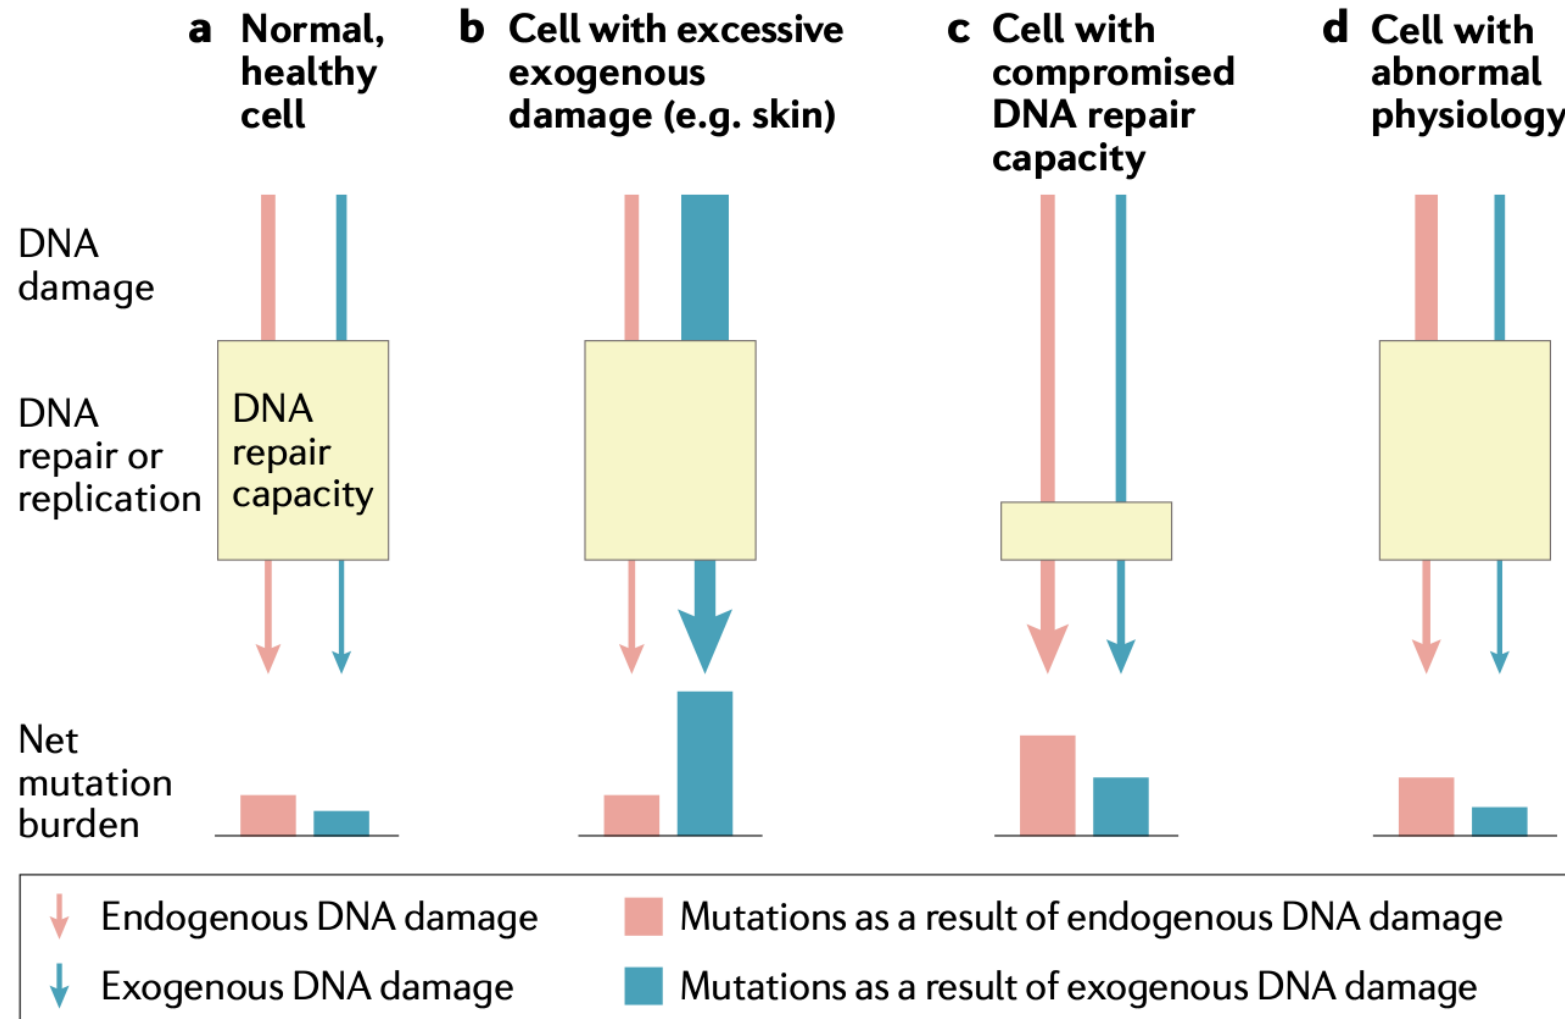 a Normal,
healthy
cell
b Cell with excessive
exogenous
damage (e.g. skin)
c Cell with
compromised
DNA repair
capacity
d Cell with
abnormal
physiology
DNA
damage
DNA
repair or
replication
DNA
repair
capacity
Net
mutation
burden
Endogenous DNA damage
Mutations as a result of endogenous DNA damage
Exogenous DNA damage
Mutations as a result of exogenous DNA damage